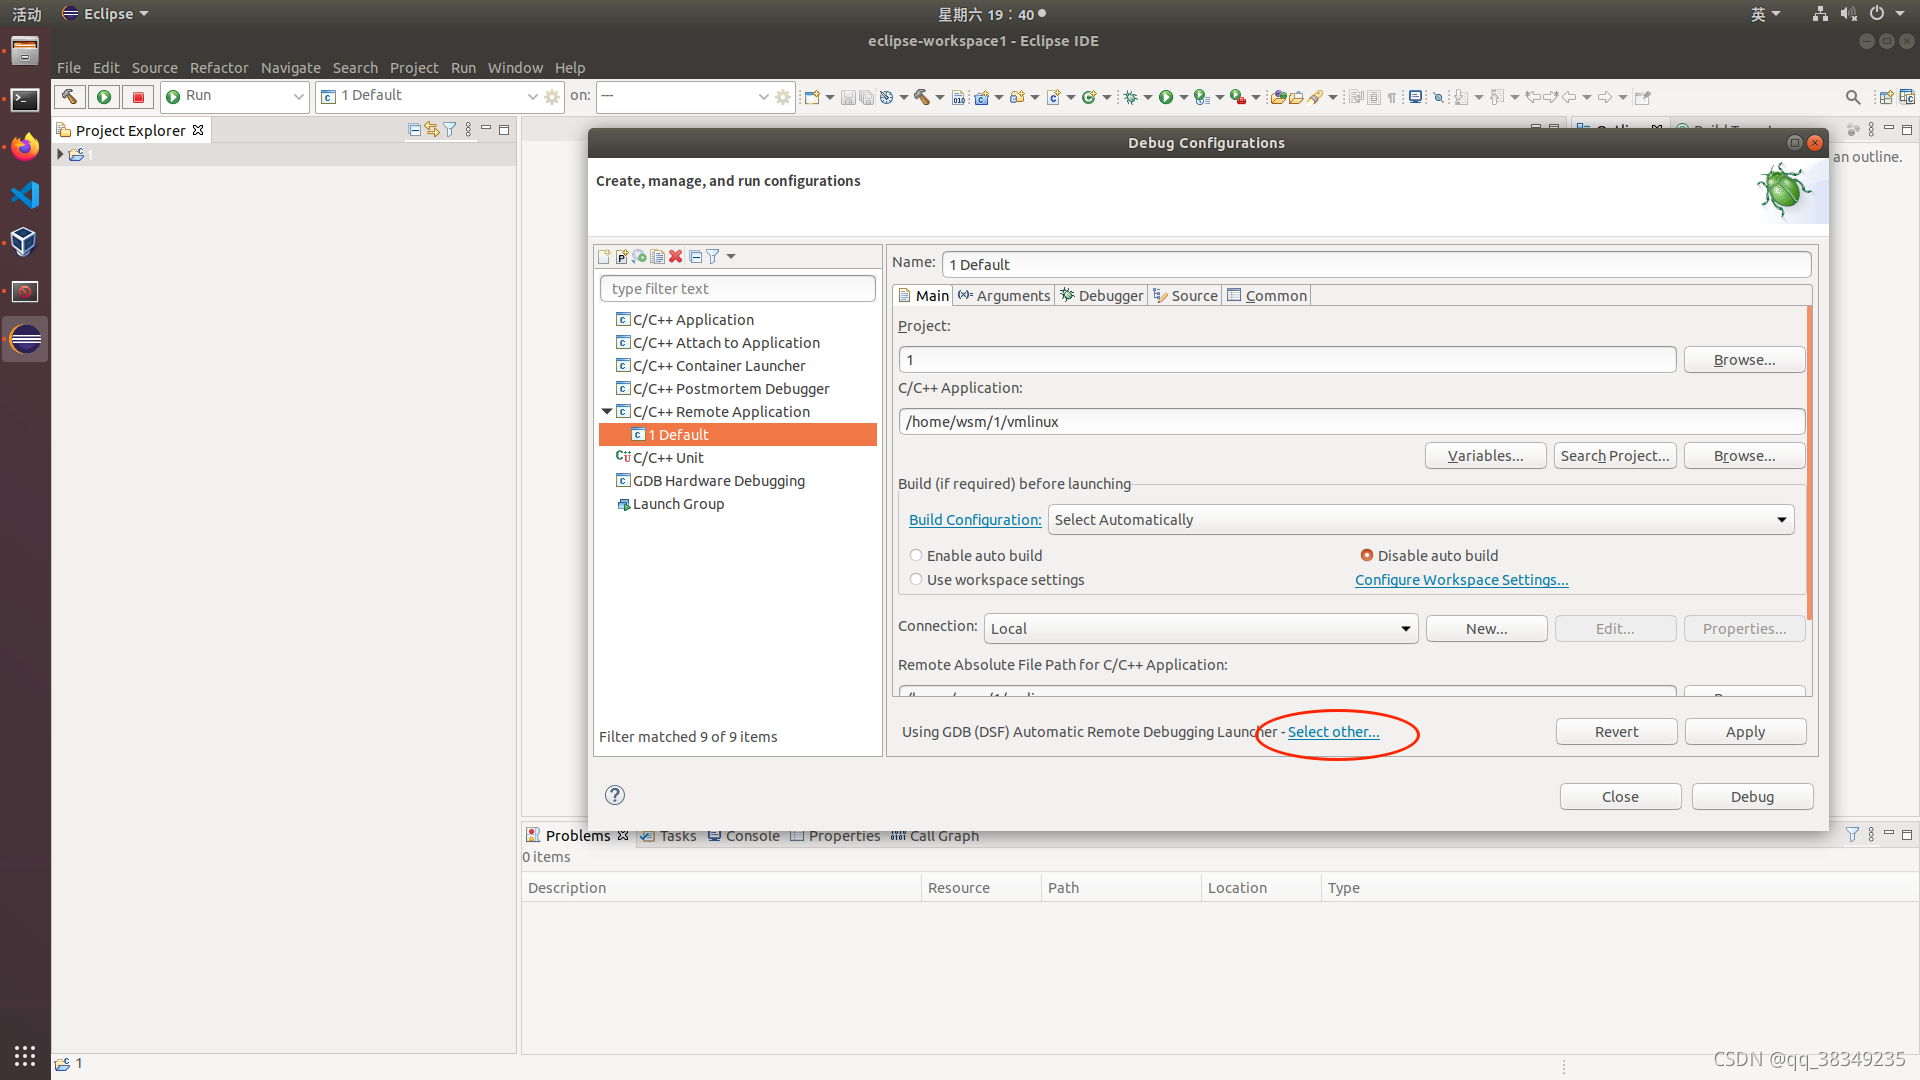 活动
Eclipse
星期六 19：40
英
eclipse-workspace1 - Eclipse IDE
File Edit Source Refactor Navigate Search Project Run Window Help
Run
1 Default
on: ---
Project Explorer
1
an outline.
Debug Configurations
Create, manage, and run configurations
type filter text
C/C++ Application
C/C++ Attach to Application
C/C++ Container Launcher
C/C++ Postmortem Debugger
C/C++ Remote Application
1 Default
C/C++ Unit
GDB Hardware Debugging
Launch Group
Filter matched 9 of 9 items
Name: 1 Default
Main Arguments Debugger Source Common
Project:
1 Browse...
C/C++ Application:
/home/wsm/1/vmlinux
Variables... Search Project... Browse...
Build (if required) before launching
Build Configuration: Select Automatically
Enable auto build Disable auto build
Use workspace settings Configure Workspace Settings...
Connection: Local New... Edit... Properties...
Remote Absolute File Path for C/C++ Application:
Using GDB (DSF) Automatic Remote Debugging Launcher - Select other... Revert Apply
Close Debug
Problems Tasks Console Properties Call Graph
0 items
Description Resource Path Location Type
1
CSDN @qq_38349235